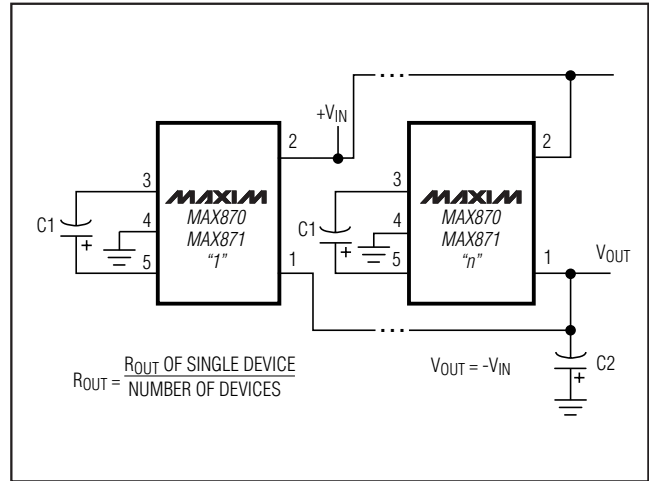 +VIN
2
2
3
MAXIM
MAX870
MAX871
"1"
4
5
1
C1
+
3
MAXIM
MAX870
MAX871
"n"
4
5
1
C1
+
VOUT
C2
+
ROUT = ROUT OF SINGLE DEVICE
NUMBER OF DEVICES
VOUT = -VIN